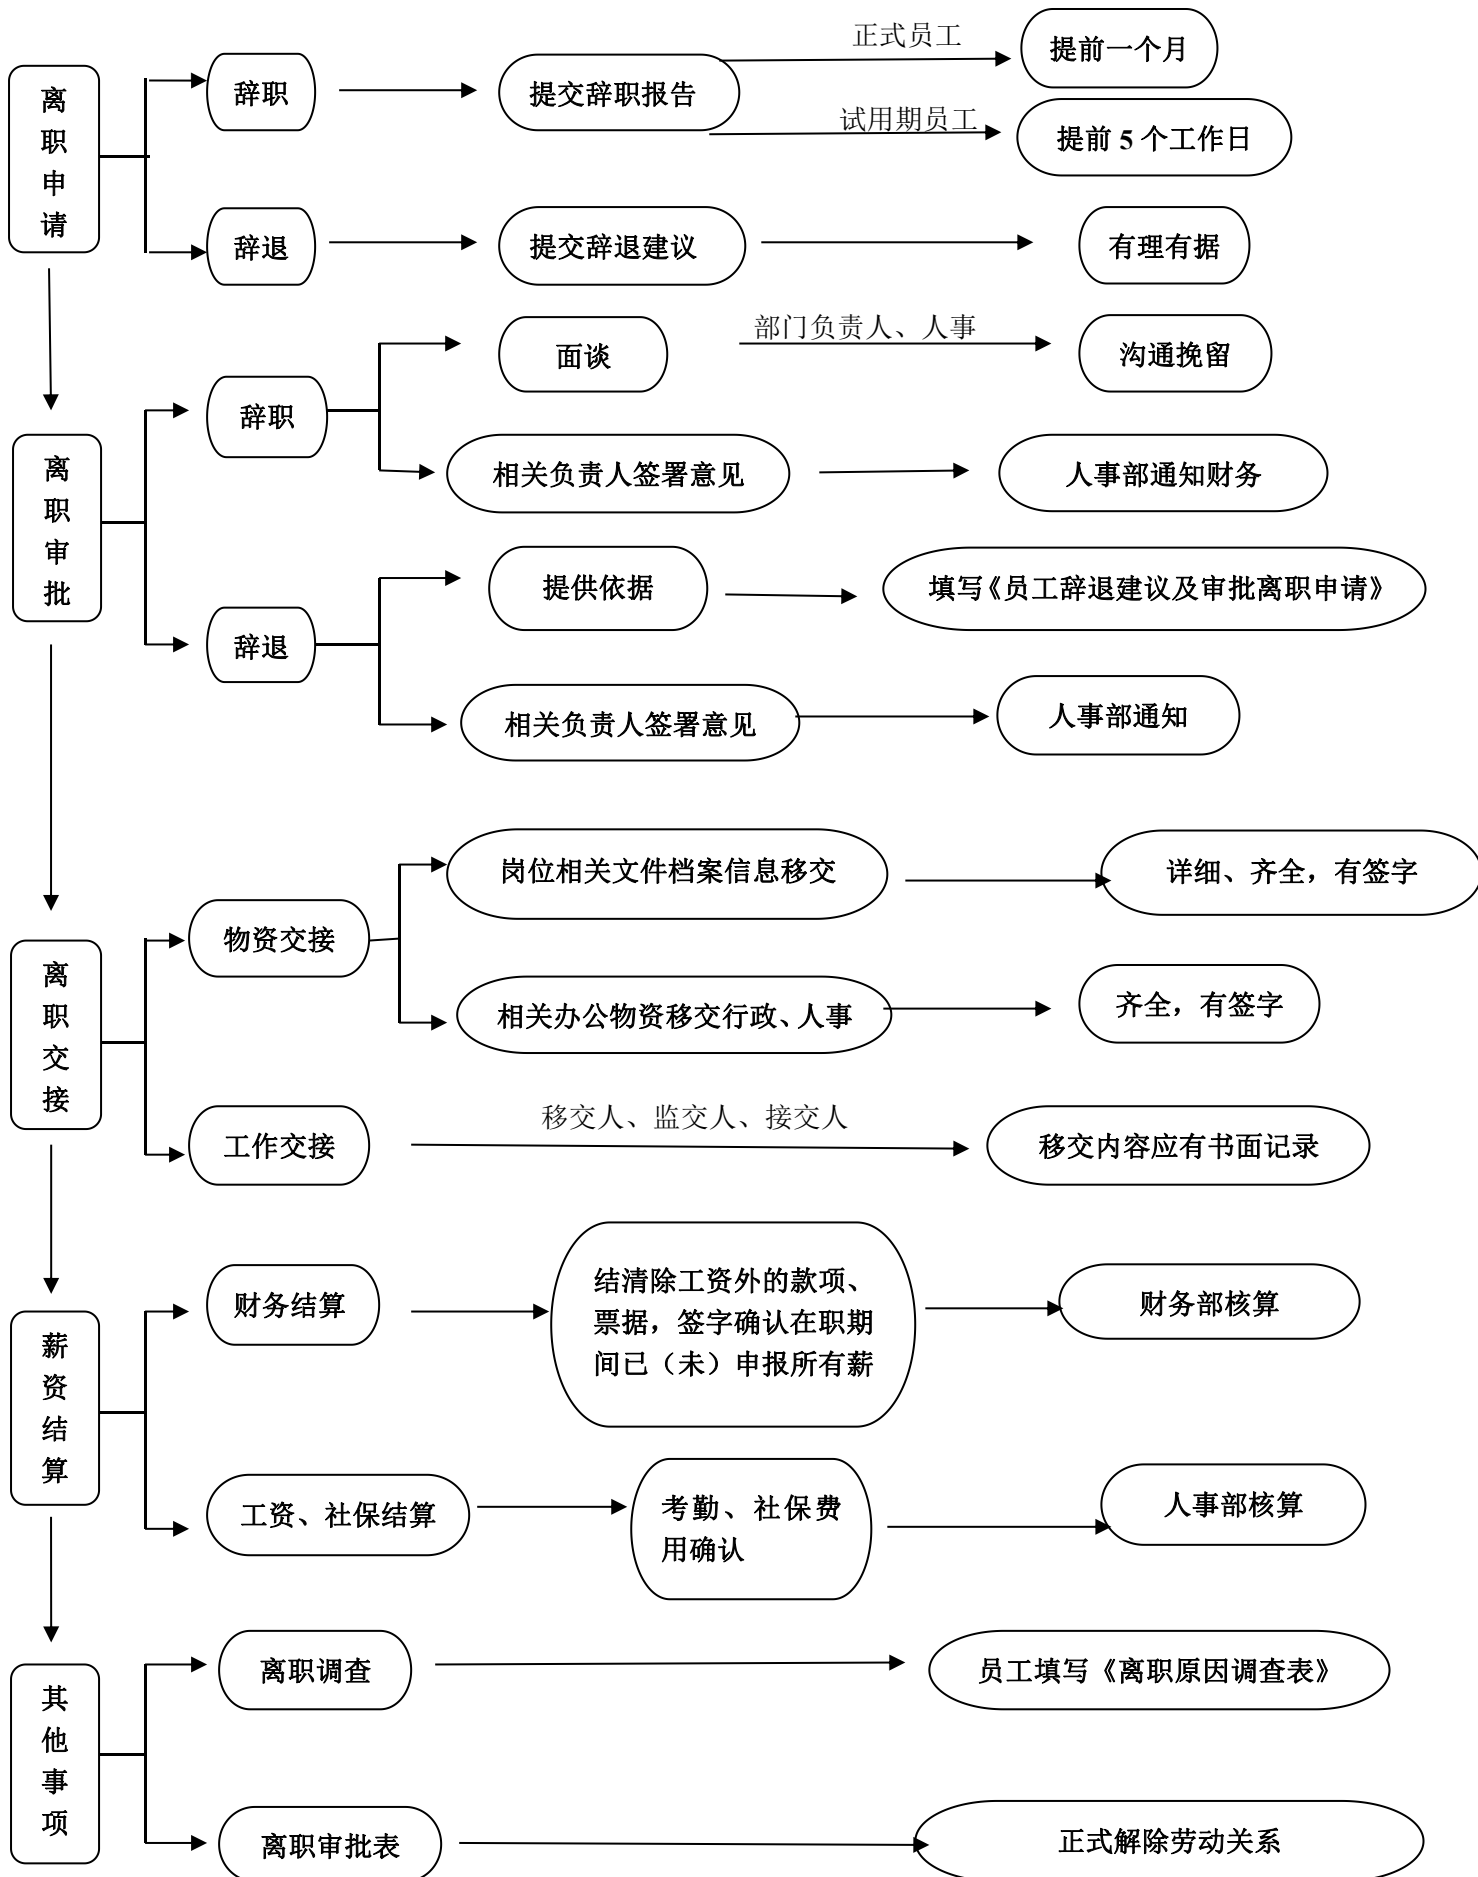 离
职
申
请
辞职
提交辞职报告
正式员工
提前一个月
试用期员工
提前 5 个工作日
辞退
提交辞退建议
有理有据
离
职
审
批
辞职
面谈
部门负责人、人事
沟通挽留
相关负责人签署意见
人事部通知财务
辞退
提供依据
填写《员工辞退建议及审批离职申请》
相关负责人签署意见
人事部通知
离
职
交
接
物资交接
岗位相关文件档案信息移交
详细、齐全，有签字
相关办公物资移交行政、人事
齐全，有签字
工作交接
移交人、监交人、接交人
移交内容应有书面记录
薪
资
结
算
财务结算
结清除工资外的款项、
票据，签字确认在职期
间已（未）申报所有薪
财务部核算
工资、社保结算
考勤、社保费
用确认
人事部核算
其
他
事
项
离职调查
员工填写《离职原因调查表》
离职审批表
正式解除劳动关系